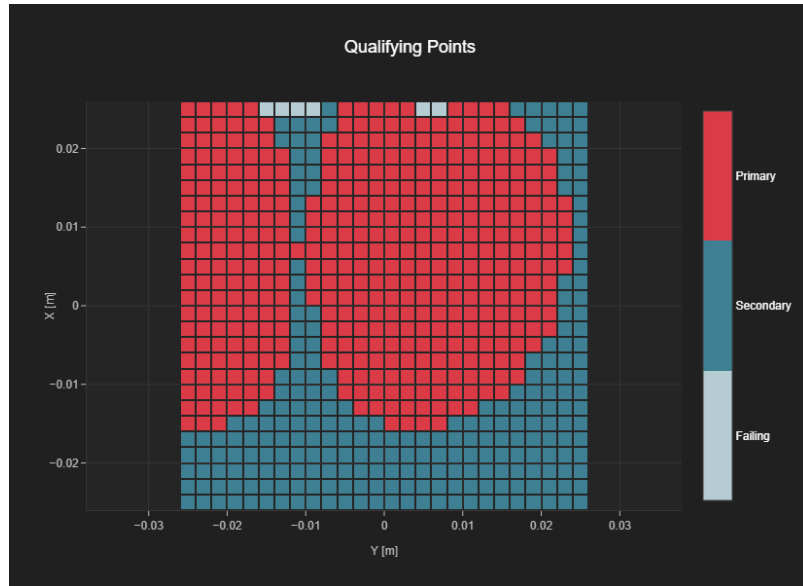 Qualifying Points
0.02
0.01
0
−0.01
−0.02
X [m]
−0.03
−0.02
−0.01
0
0.01
0.02
0.03
Y [m]
Primary
Secondary
Failing